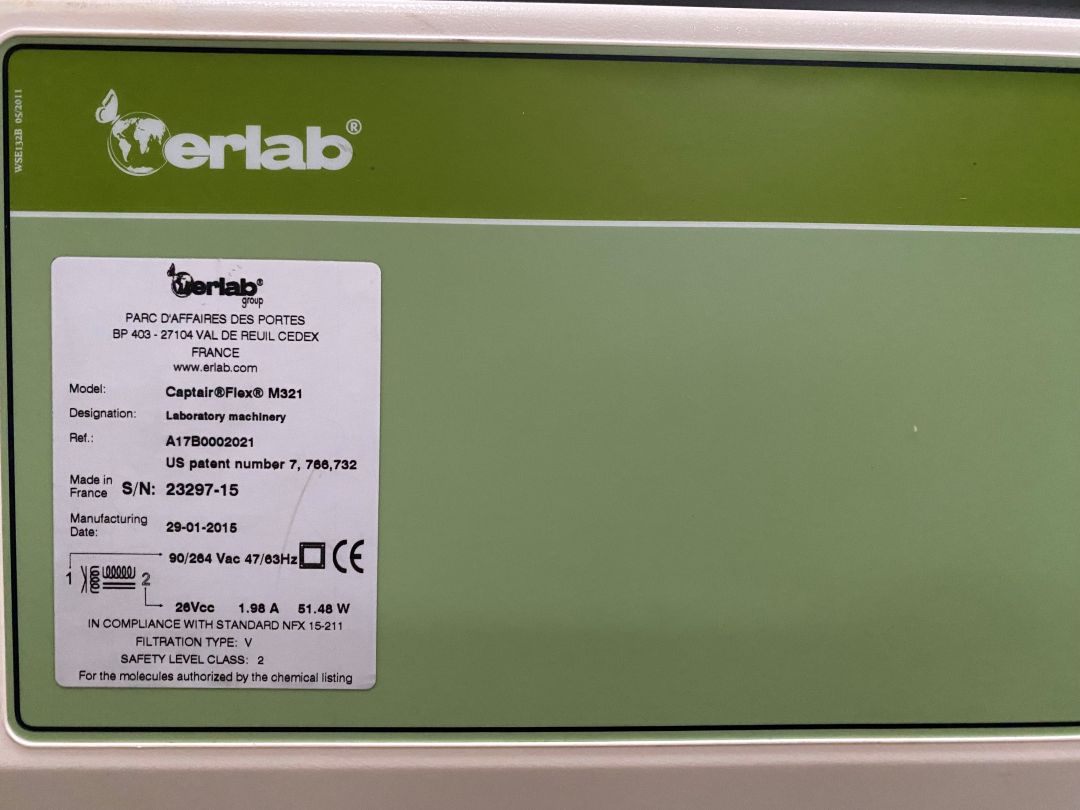 WSE132B 05/2011
erlab®
erlab®
group
PARC D'AFFAIRES DES PORTES
BP 403 - 27104 VAL DE REUIL CEDEX
FRANCE
www.erlab.com
Model: Captair®Flex® M321
Designation: Laboratory machinery
Ref.: A17B0002021
US patent number 7, 766,732
Made in France S/N: 23297-15
Manufacturing Date: 29-01-2015
90/264 Vac 47/63Hz CE
1 2
26Vcc 1.98 A 51.48 W
IN COMPLIANCE WITH STANDARD NFX 15-211
FILTRATION TYPE: V
SAFETY LEVEL CLASS: 2
For the molecules authorized by the chemical listing